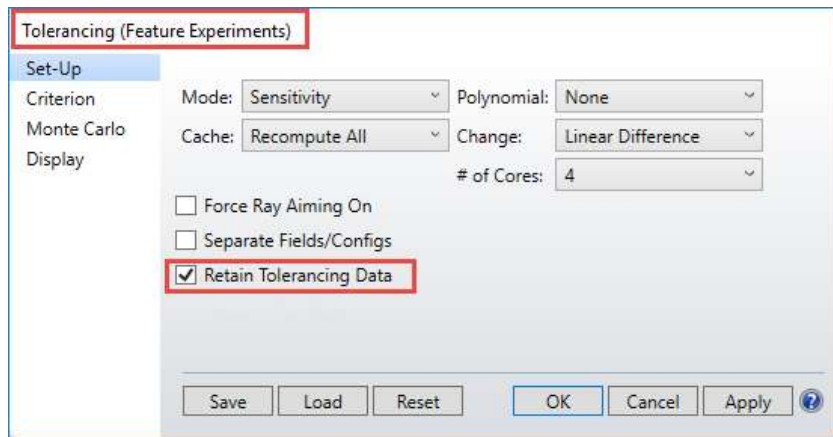 Tolerancing (Feature Experiments)
Set-Up
Criterion
Monte Carlo
Display
Mode: Sensitivity Polynomial: None
Cache: Recompute All Change: Linear Difference
# of Cores: 4
Force Ray Aiming On
Separate Fields/Configs
Retain Tolerancing Data
Save Load Reset OK Cancel Apply ?